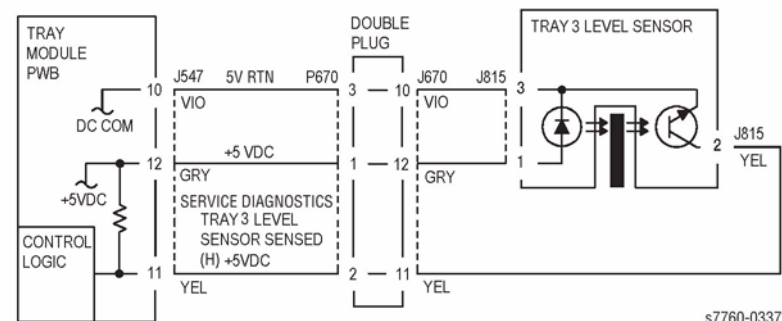 TRAY
MODULE
PWB
DOUBLE
PLUG
TRAY 3 LEVEL SENSOR
10 J547 5V RTN P670 3 10 J670 J815 3
VIO VIO
DC COM
2 J815
YEL
12 +5 VDC 1 12 1
GRY GRY
+5VDC
SERVICE DIAGNOSTICS
TRAY 3 LEVEL
SENSOR SENSED
(H) +5VDC
CONTROL
LOGIC
11 2 11
YEL YEL
s7760-0337